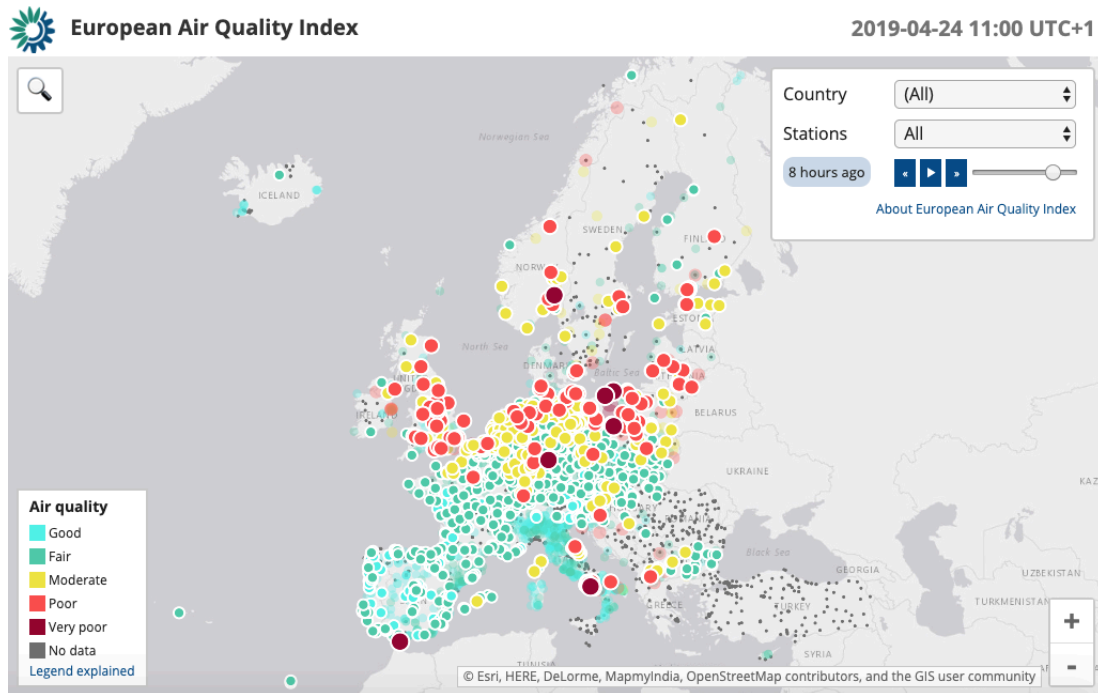 European Air Quality Index
2019-04-24 11:00 UTC+1
Country
(All)
Stations
All
8 hours ago
About European Air Quality Index
Norwegian Sea
ICELAND
SWEDEN
North Sea
DENMARK
Baltic Sea
LATVIA
BELARUS
UKRAINE
Black Sea
GEORGIA
UZBEKISTAN
TURKMENISTAN
GREECE
TURKEY
SYRIA
TUNISIA
Air quality
Good
Fair
Moderate
Poor
Very poor
No data
Legend explained
+
-
© Esri, HERE, DeLorme, MapmyIndia, OpenStreetMap contributors, and the GIS user community